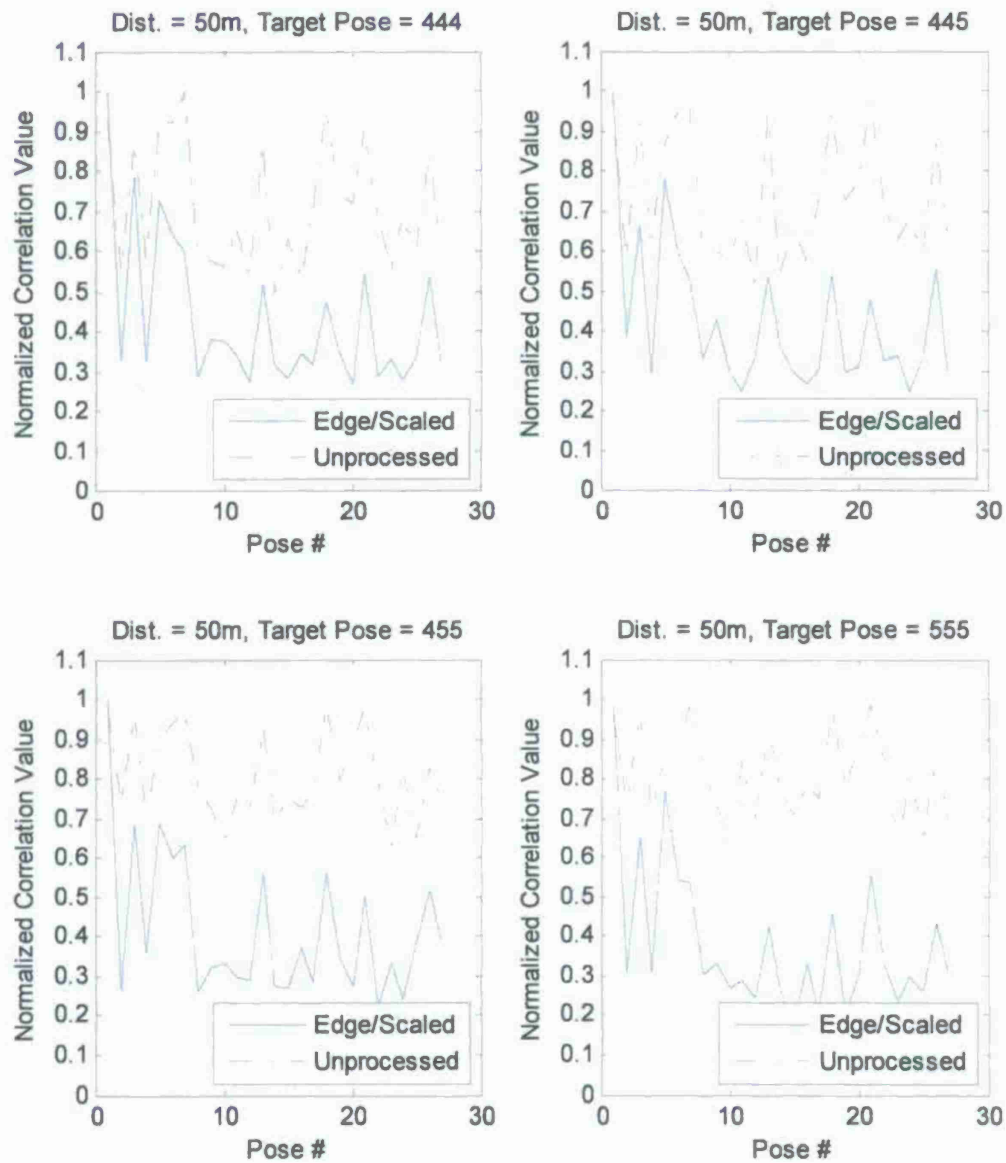 Dist. = 50m, Target Pose = 444
1.1
1
0.9
0.8
0.7
0.6
0.5
0.4
0.3
0.2
0.1
0
Normalized Correlation Value
Edge/Scaled
Unprocessed
0 10 20 30
Pose #
Dist. = 50m, Target Pose = 445
1.1
1
0.9
0.8
0.7
0.6
0.5
0.4
0.3
0.2
0.1
0
Normalized Correlation Value
Edge/Scaled
Unprocessed
0 10 20 30
Pose #
Dist. = 50m, Target Pose = 455
1.1
1
0.9
0.8
0.7
0.6
0.5
0.4
0.3
0.2
0.1
0
Normalized Correlation Value
Edge/Scaled
Unprocessed
0 10 20 30
Pose #
Dist. = 50m, Target Pose = 555
1.1
1
0.9
0.8
0.7
0.6
0.5
0.4
0.3
0.2
0.1
0
Normalized Correlation Value
Edge/Scaled
Unprocessed
0 10 20 30
Pose #